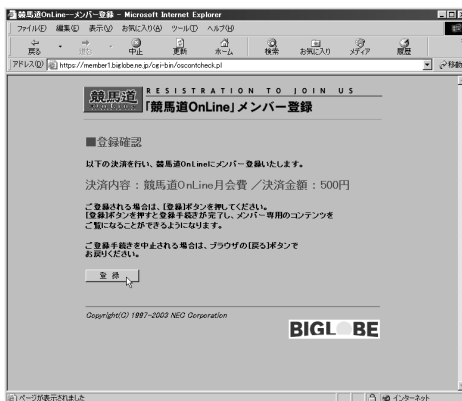 競馬道OnLine--メンバー登録 - Microsoft Internet Explorer
ファイル(F) 編集(E) 表示(V) お気に入り(A) ツール(T) ヘルプ(H)
戻る 進む 中止 更新 ホーム 検索 お気に入り メディア 履歴
アドレス(D) https://member1.biglobe.ne.jp/cgi-bin/oscontcheck.pl 移動
競馬道 RESISTRATION TO JOIN US
「競馬道OnLine」メンバー登録
■登録確認
以下の決済を行い、競馬道OnLineにメンバー登録いたします。
決済内容：競馬道OnLine月会費／決済金額：500円
ご登録される場合は、[登録]ボタンを押してください。
[登録]ボタンを押すと登録手続きが完了し、メンバー専用のコンテンツを
ご覧になることができるようになります。
ご登録手続きを中止される場合は、ブラウザの[戻る]ボタンで
お戻りください。
登録
Copyright(C) 1997-2003 NEC Corporation
BIGLOBE
ページが表示されました インターネット